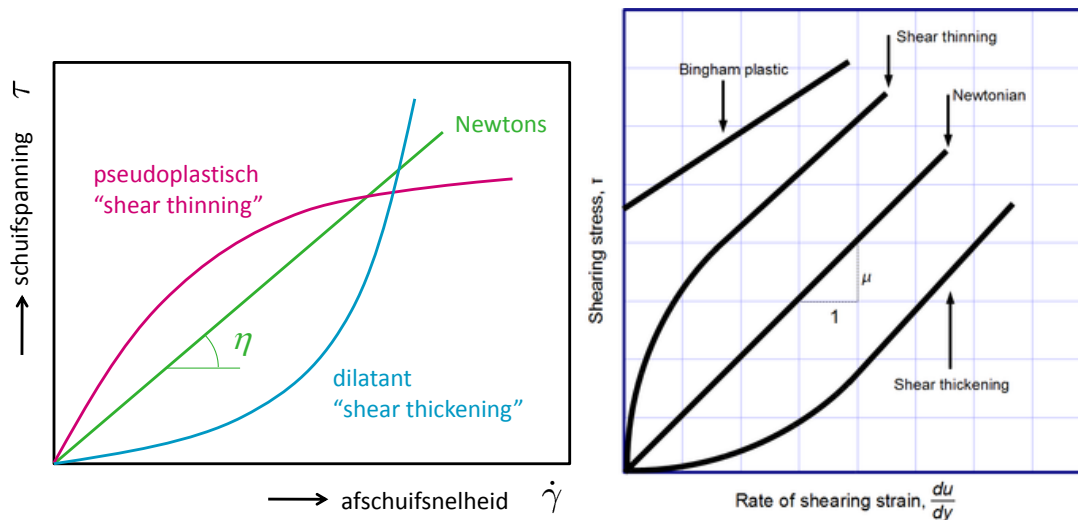 τ
schuifspanning
Newtons
pseudoplastisch
“shear thinning”
η
dilatant
“shear thickening”
afschuifsnelheid γ̇
Shear thinning
Bingham plastic
Newtonian
Shearing stress, τ
μ
1
Shear thickening
Rate of shearing strain, du/dy